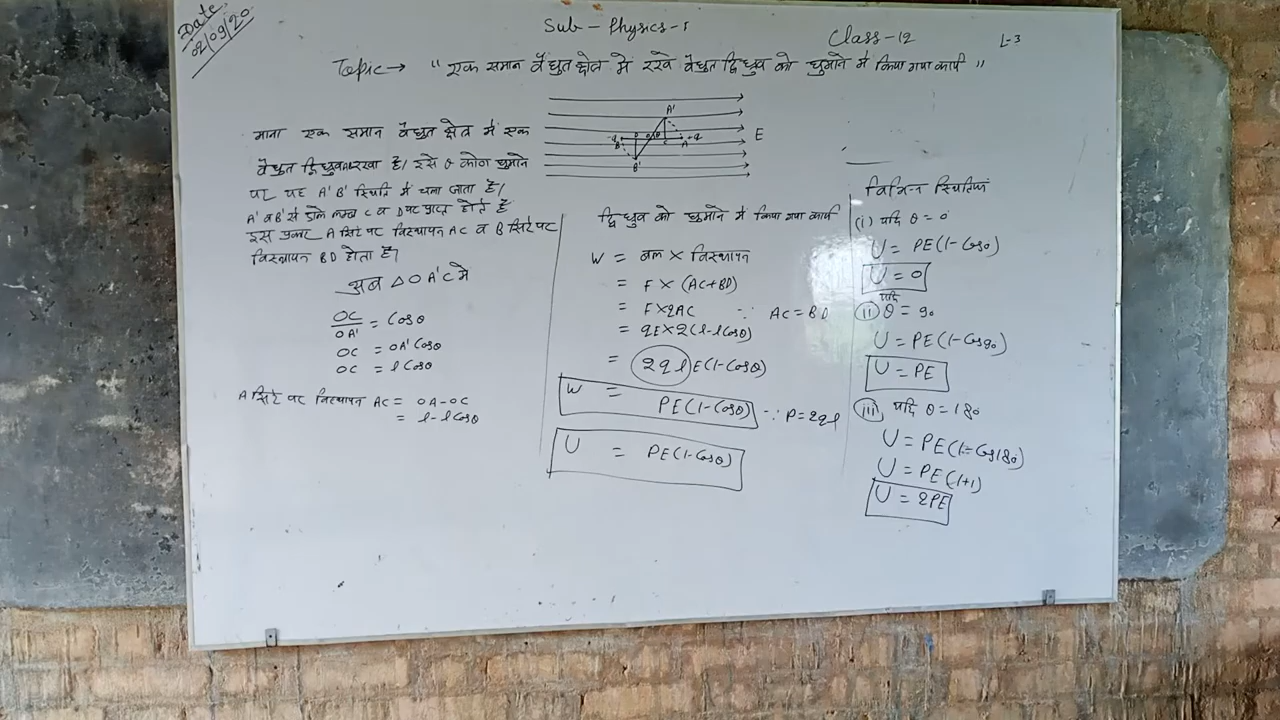 Date
02/09/20
Sub - Physics-I
Class-12
L-3
Topic → " एक समान वैद्युत क्षेत्र में रखे वैद्युत द्विध्रुव को घुमाने में किया गया कार्य "
A'
E
B'
माना एक समान वैद्युत क्षेत्र में एक
वैद्युत द्विध्रुव रखा है। इसे θ कोण घुमाने
पर यह A'B' स्थिति में चला जाता है।
A' व B' से डाले लम्ब C व D पर प्राप्त होते है
इस प्रकार A सिरे पर विस्थापन AC व B सिरे पर
विस्थापन BD होता है।
अब △OA'C मे
OC/OA' = Cosθ
OC = OA' Cosθ
OC = l Cosθ
A सिरे पर विस्थापन AC = OA-OC
= l-l Cosθ
द्विध्रुव को घुमाने में किया गया कार्य
W = बल × विस्थापन
= F × (AC+BD)
= F×2AC ∵ AC = BD
= qE×2(l-lCosθ)
= 2qlE(1-Cosθ)
W = PE(1-Cosθ) ∵ P=2ql
U = PE(1-Cosθ)
विभिन्न स्थितियां
(i) यदि θ = 0
U = PE(1-Cos0)
U = 0
(ii) यदि θ = 90
U = PE(1-Cos90)
U = PE
(iii) यदि θ = 180
U = PE(1-Cos180)
U = PE(1+1)
U = 2PE